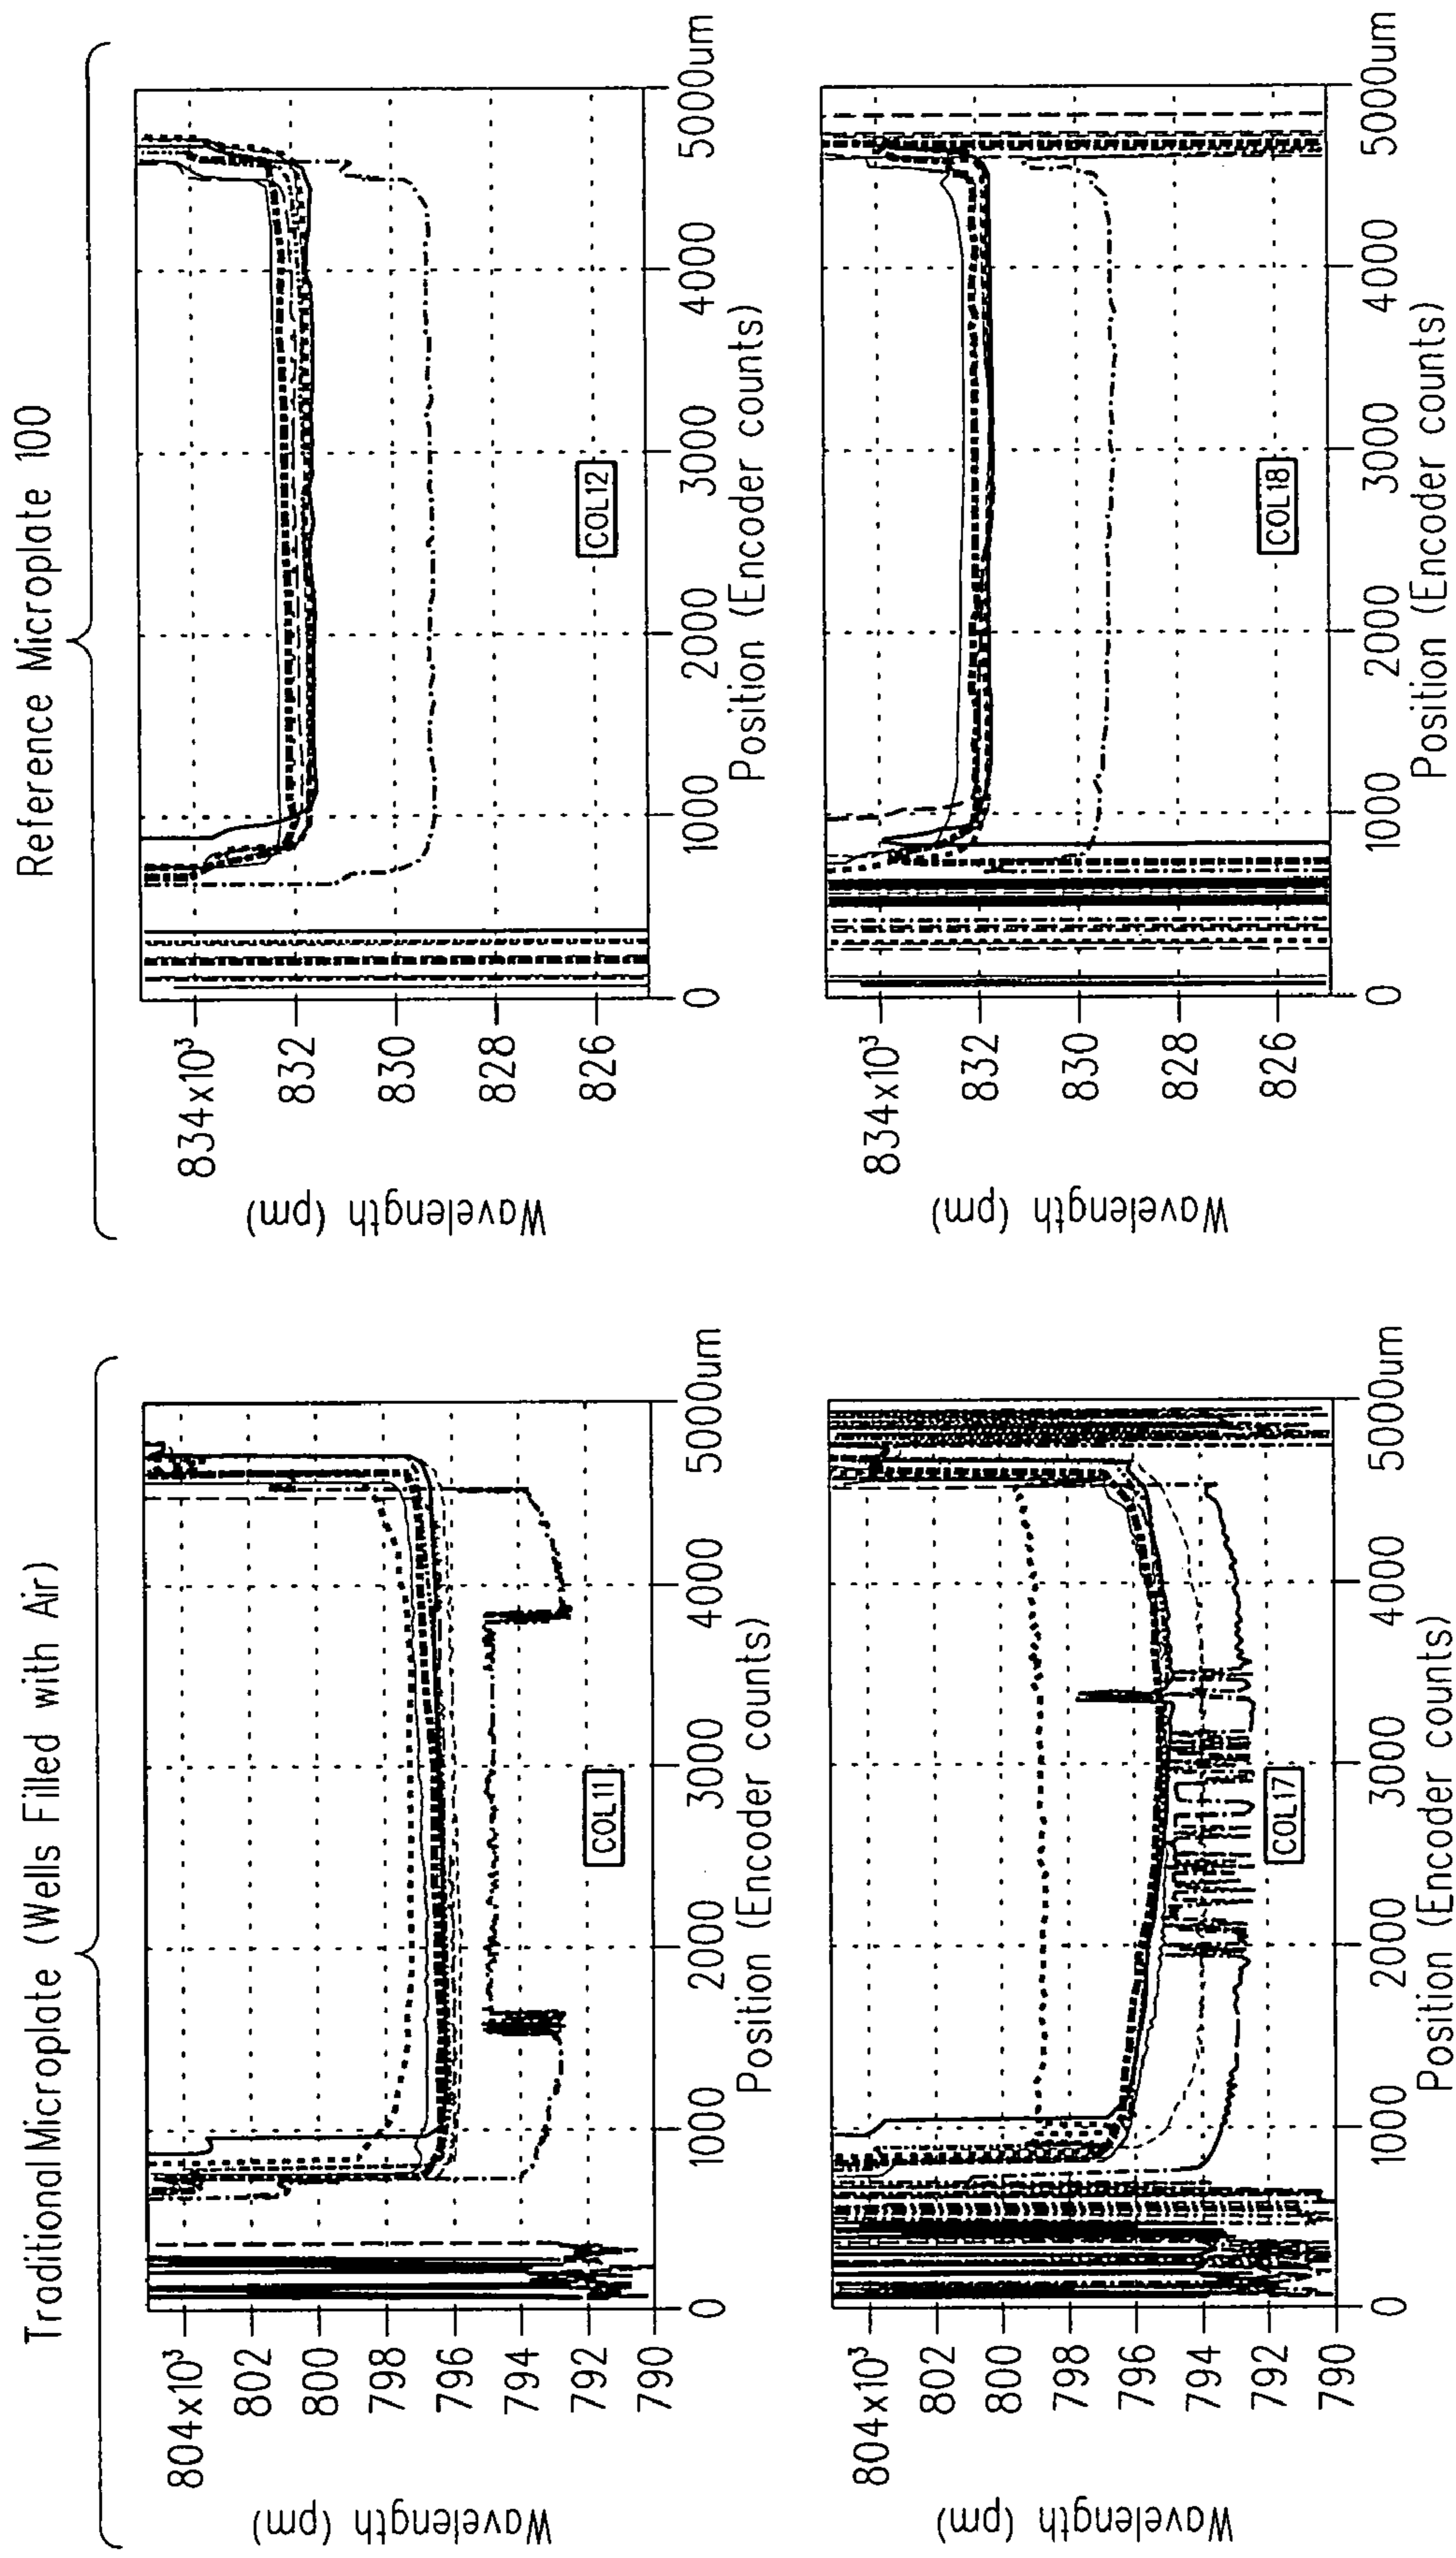 Traditional Microplate (Wells Filled with Air)
Wavelength (pm)
804x10³
802
800
798
796
794
792
790
COL11
0
1000
2000
3000
4000
5000um
Position (Encoder counts)
Wavelength (pm)
804x10³
802
800
798
796
794
792
790
COL17
0
1000
2000
3000
4000
5000um
Position (Encoder counts)
Reference Microplate 100
Wavelength (pm)
834x10³
832
830
828
826
COL12
0
1000
2000
3000
4000
5000um
Position (Encoder counts)
Wavelength (pm)
834x10³
832
830
828
826
COL18
0
1000
2000
3000
4000
5000um
Position (Encoder counts)